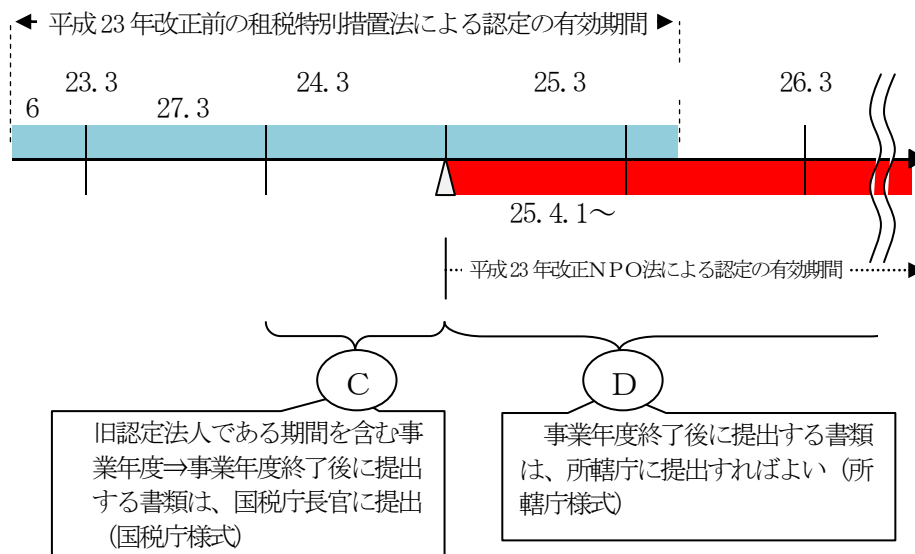 平成23年改正前の租税特別措置法による認定の有効期間
23.3 24.3 25.3 26.3
6 27.3
25.4.1～
平成23年改正ＮＰＯ法による認定の有効期間
Ｃ
Ｄ
旧認定法人である期間を含む事
業年度⇒事業年度終了後に提出
する書類は、国税庁長官に提出
（国税庁様式）
事業年度終了後に提出する書類
は、所轄庁に提出すればよい（所
轄庁様式）